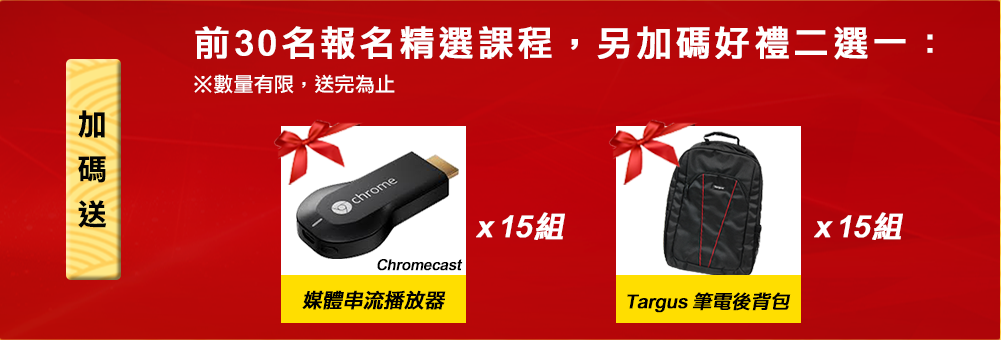 加碼送
前30名報名精選課程，另加碼好禮二選一：
※數量有限，送完為止
chrome
Chromecast
媒體串流播放器
x 15組
Targus 筆電後背包
x 15組